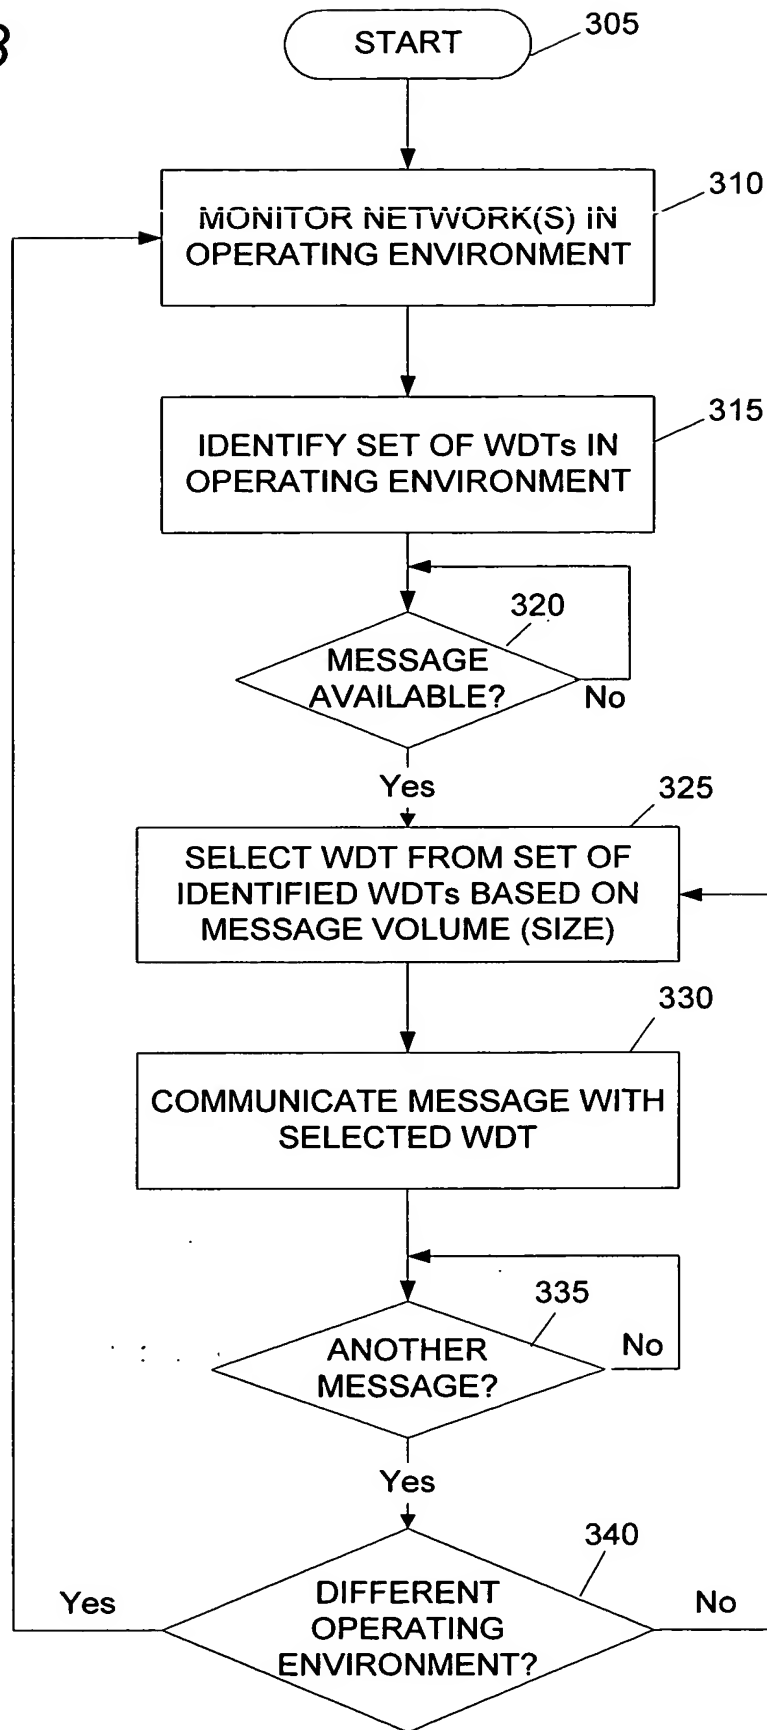 START
305
310
MONITOR NETWORK(S) IN
OPERATING ENVIRONMENT
315
IDENTIFY SET OF WDTs IN
OPERATING ENVIRONMENT
320
MESSAGE
AVAILABLE?
No
Yes
325
SELECT WDT FROM SET OF
IDENTIFIED WDTs BASED ON
MESSAGE VOLUME (SIZE)
330
COMMUNICATE MESSAGE WITH
SELECTED WDT
335
ANOTHER
MESSAGE?
No
Yes
340
Yes
DIFFERENT
OPERATING
ENVIRONMENT?
No